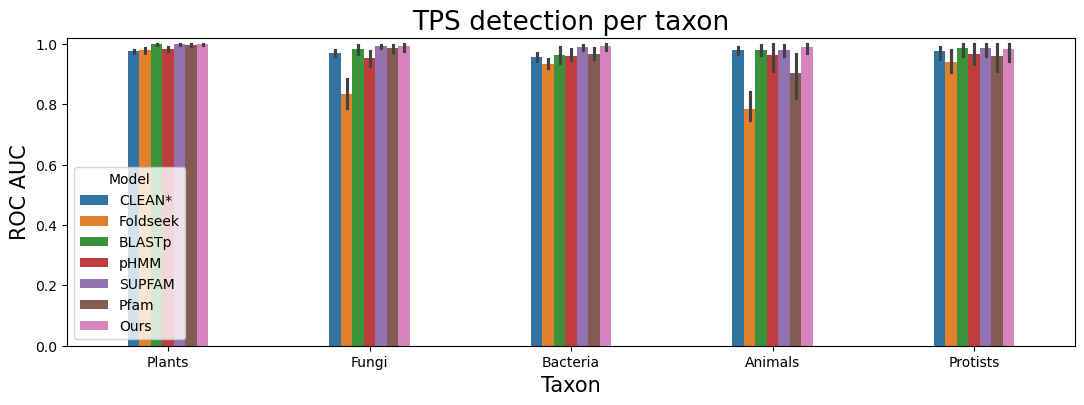 TPS detection per taxon
ROC AUC
1.0
0.8
0.6
0.4
0.2
0.0
Model
CLEAN*
Foldseek
BLASTp
pHMM
SUPFAM
Pfam
Ours
Plants
Fungi
Bacteria
Animals
Protists
Taxon